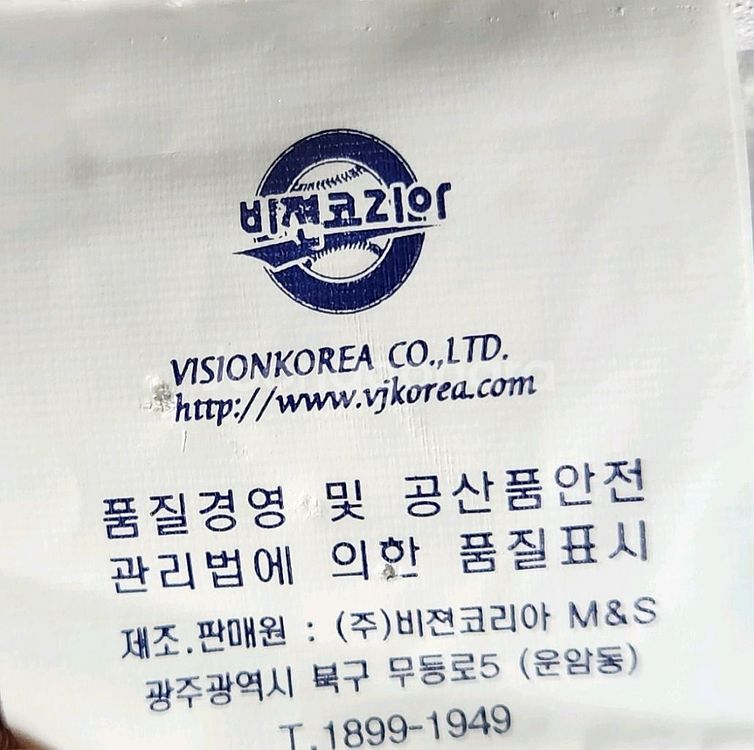 비젼코리아
VISIONKOREA CO.,LTD.
http://www.vjkorea.com
품질경영 및 공산품안전
관리법에 의한 품질표시
제조.판매원 : (주)비젼코리아 M&S
광주광역시 북구 무등로5 (운암동)
T.1899-1949